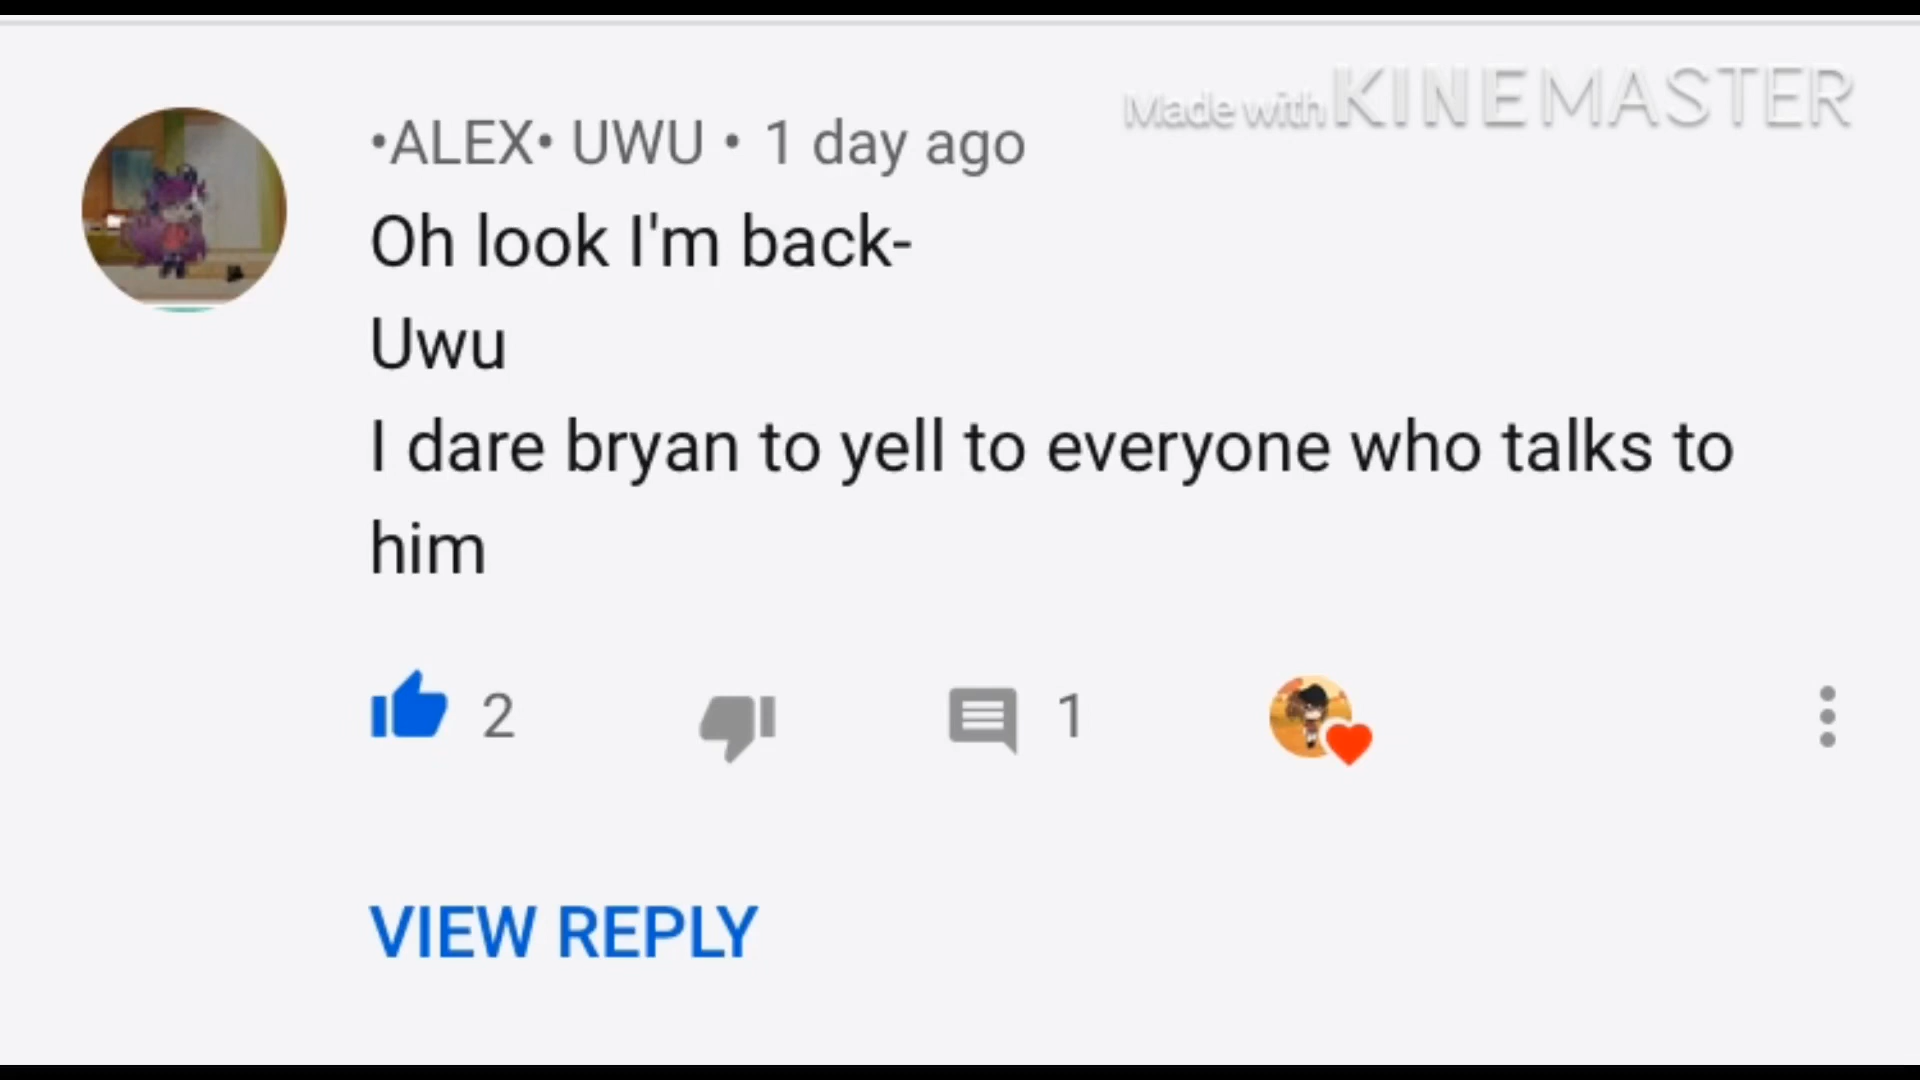 Made with KINEMASTER
•ALEX• UWU • 1 day ago
Oh look I'm back-
Uwu
I dare bryan to yell to everyone who talks to
him
2
1
VIEW REPLY